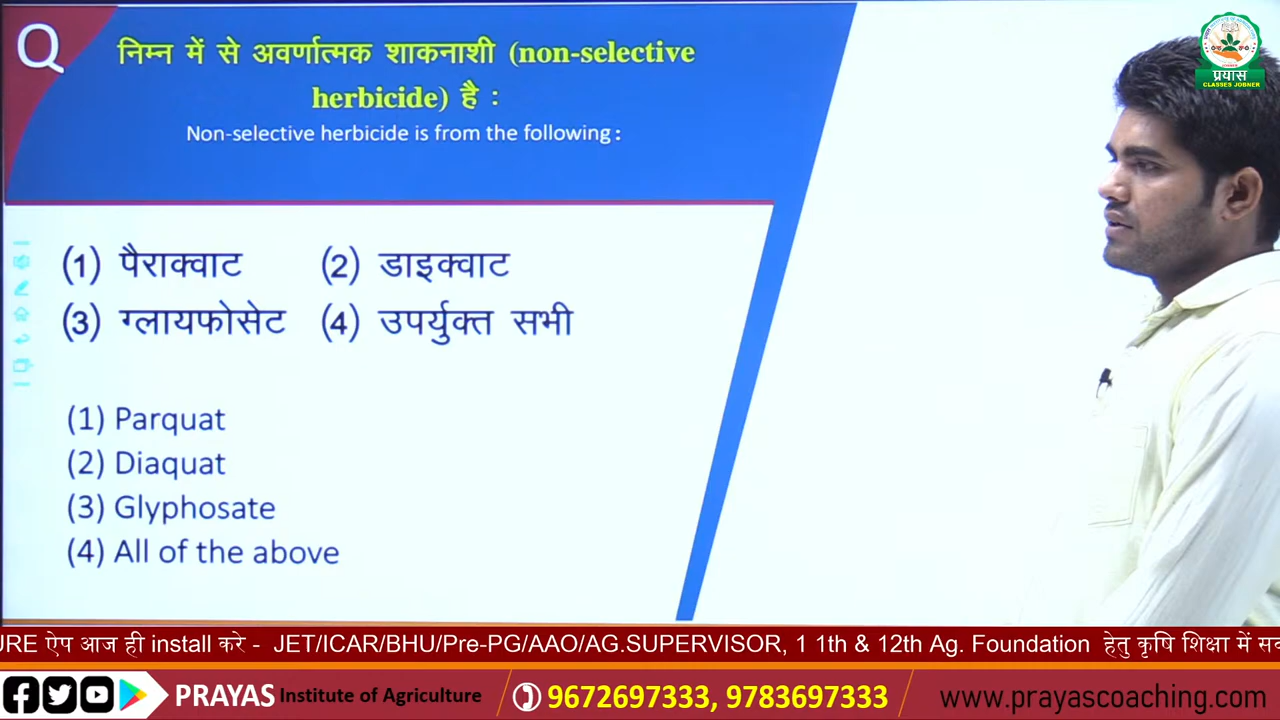 Q
निम्न में से अवर्णात्मक शाकनाशी (non-selective
herbicide) है :
Non-selective herbicide is from the following :
(1) पैराक्वाट (2) डाइक्वाट
(3) ग्लायफोसेट (4) उपर्युक्त सभी
(1) Parquat
(2) Diaquat
(3) Glyphosate
(4) All of the above
प्रयास
CLASSES JOBNER
URE ऐप आज ही install करे - JET/ICAR/BHU/Pre-PG/AAO/AG.SUPERVISOR, 1 1th & 12th Ag. Foundation हेतु कृषि शिक्षा में
PRAYAS Institute of Agriculture 9672697333, 9783697333 www.prayascoaching.com